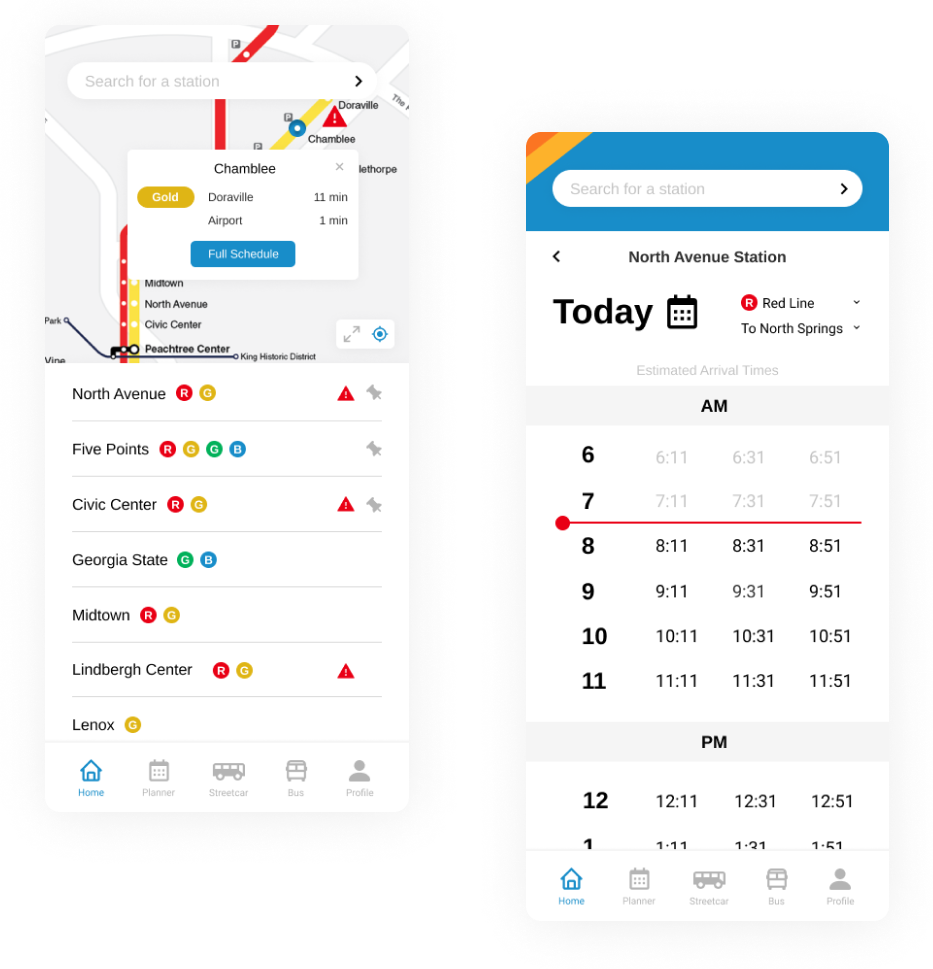 P
Search for a station
Doraville
The
P
Chamble
P
lethorpe
Chamblee
Gold Doraville 11 min
Airport 1 min
Full Schedule
Midtown
North Avenue
Park
Civic Center
Peachtree Center
King Historic District
Vine
North Avenue R G
Five Points R G G B
Civic Center R G
Georgia State G B
Midtown R G
Lindbergh Center R G
Lenox G
Home Planner Streetcar Bus Profile
Search for a station
North Avenue Station
Today
R Red Line
To North Springs
Estimated Arrival Times
AM
6 6:11 6:31 6:51
7 7:11 7:31 7:51
8 8:11 8:31 8:51
9 9:11 9:31 9:51
10 10:11 10:31 10:51
11 11:11 11:31 11:51
PM
12 12:11 12:31 12:51
1 1:11 1:31 1:51
Home Planner Streetcar Bus Profile